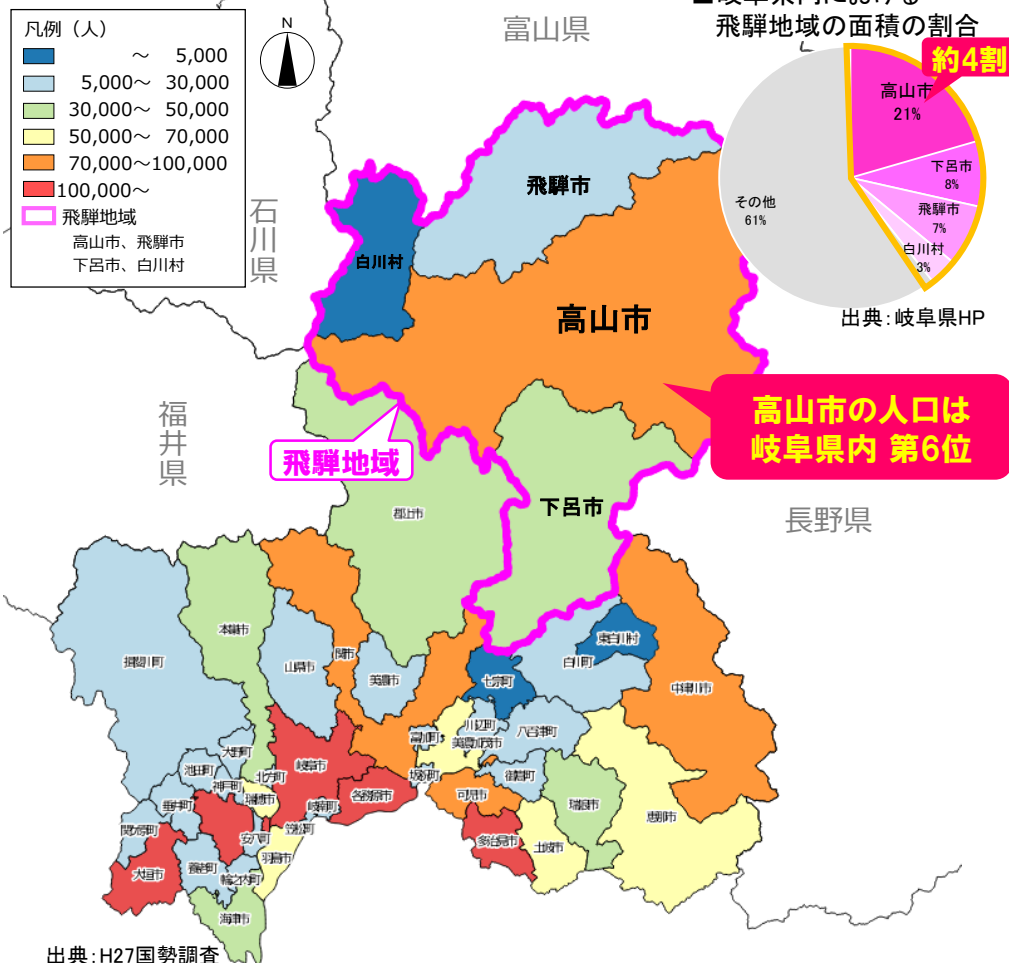 凡例（人）
～ 5,000
5,000～ 30,000
30,000～ 50,000
50,000～ 70,000
70,000～100,000
100,000～
飛騨地域
高山市、飛騨市
下呂市、白川村
N
富山県
石川県
福井県
長野県
飛騨地域の面積の割合
約4割
高山市
21%
下呂市
8%
飛騨市
7%
白川村
3%
その他
61%
出典：岐阜県HP
飛騨市
白川村
高山市
高山市の人口は
岐阜県内 第6位
飛騨地域
下呂市
郡上市
本巣市
揖斐川町
山県市
関市
美濃市
七宗町
白川町
東白川村
中津川市
川辺町
八百津町
富加町
美濃加茂市
坂祝町
御嵩町
可児市
瑞浪市
恵那市
多治見市
土岐市
大野町
池田町
神戸町
北方町
瑞穂市
岐阜市
岐南町
各務原市
垂井町
関ケ原町
安八町
笠松町
羽島市
大垣市
養老町
輪之内町
海津市
出典：H27国勢調査